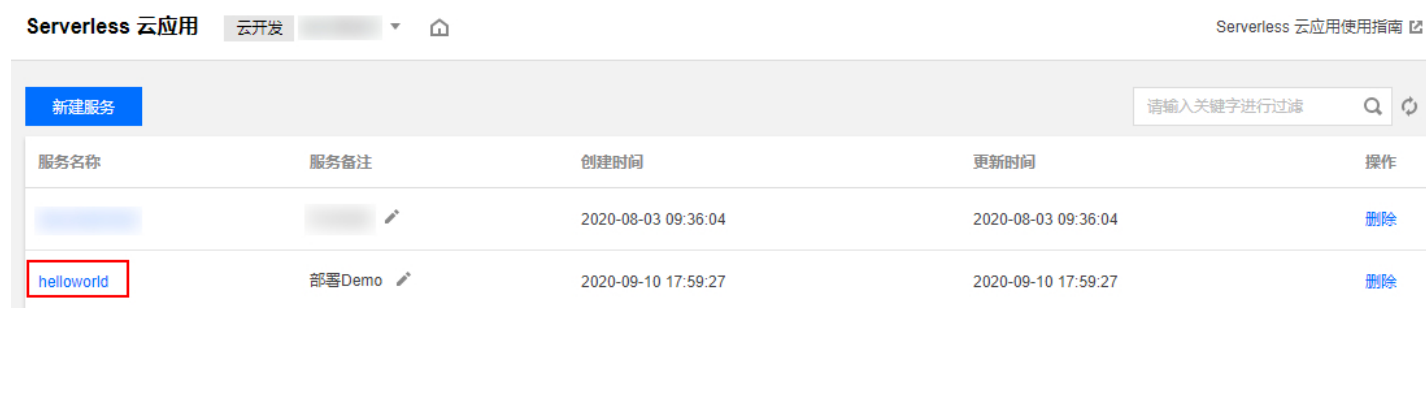 Serverless 云应用 云开发 Serverless 云应用使用指南
新建服务 请输入关键字进行过滤
服务名称 服务备注 创建时间 更新时间 操作
2020-08-03 09:36:04 2020-08-03 09:36:04 删除
helloworld 部署Demo 2020-09-10 17:59:27 2020-09-10 17:59:27 删除